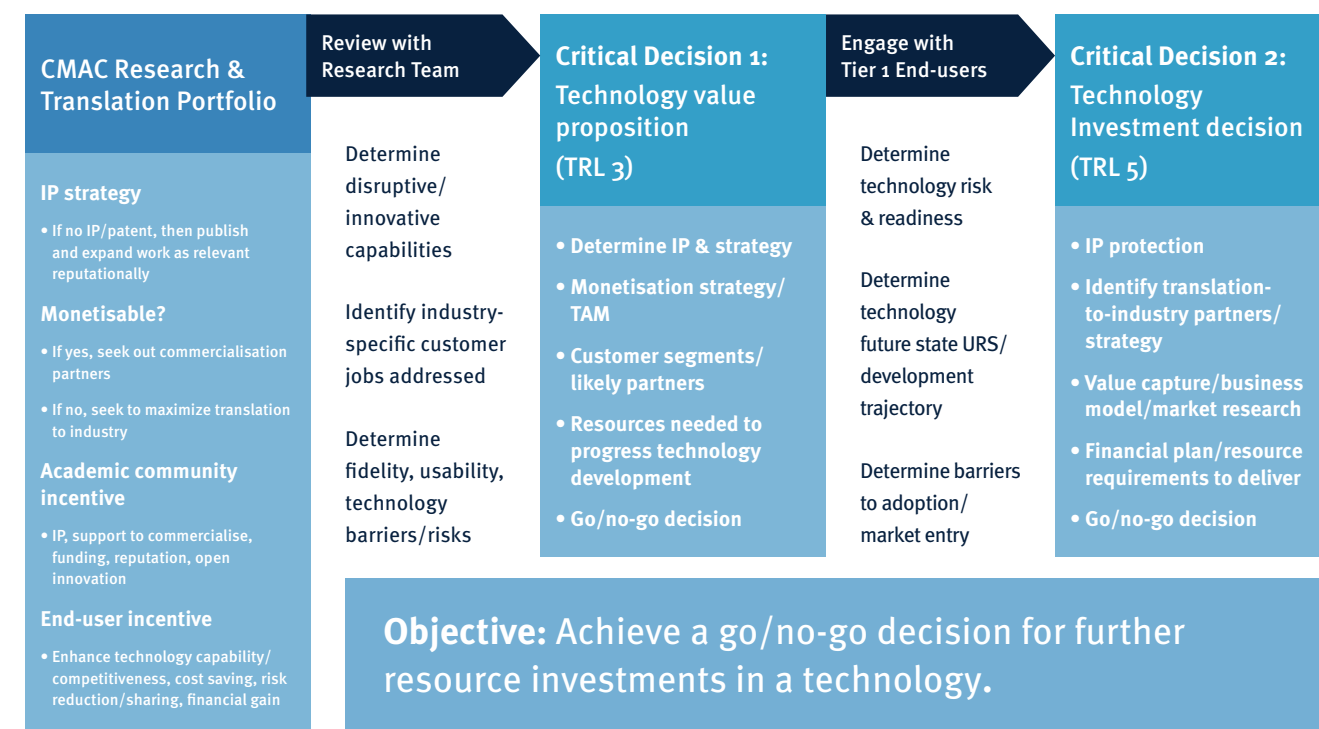 CMAC Research &
Translation Portfolio
IP strategy
• If no IP/patent, then publish
and expand work as relevant
reputationally
Monetisable?
• If yes, seek out commercialisation
partners
• If no, seek to maximize translation
to industry
Academic community
incentive
• IP, support to commercialise,
funding, reputation, open
innovation
End-user incentive
• Enhance technology capability/
competitiveness, cost saving, risk
reduction/sharing, financial gain
Review with
Research Team
Determine
disruptive/
innovative
capabilities
Identify industry-
specific customer
jobs addressed
Determine
fidelity, usability,
technology
barriers/risks
Critical Decision 1:
Technology value
proposition
(TRL 3)
• Determine IP & strategy
• Monetisation strategy/
TAM
• Customer segments/
likely partners
• Resources needed to
progress technology
development
• Go/no-go decision
Engage with
Tier 1 End-users
Determine
technology risk
& readiness
Determine
technology
future state URS/
development
trajectory
Determine barriers
to adoption/
market entry
Critical Decision 2:
Technology
Investment decision
(TRL 5)
• IP protection
• Identify translation-
to-industry partners/
strategy
• Value capture/business
model/market research
• Financial plan/resource
requirements to deliver
• Go/no-go decision
Objective: Achieve a go/no-go decision for further
resource investments in a technology.